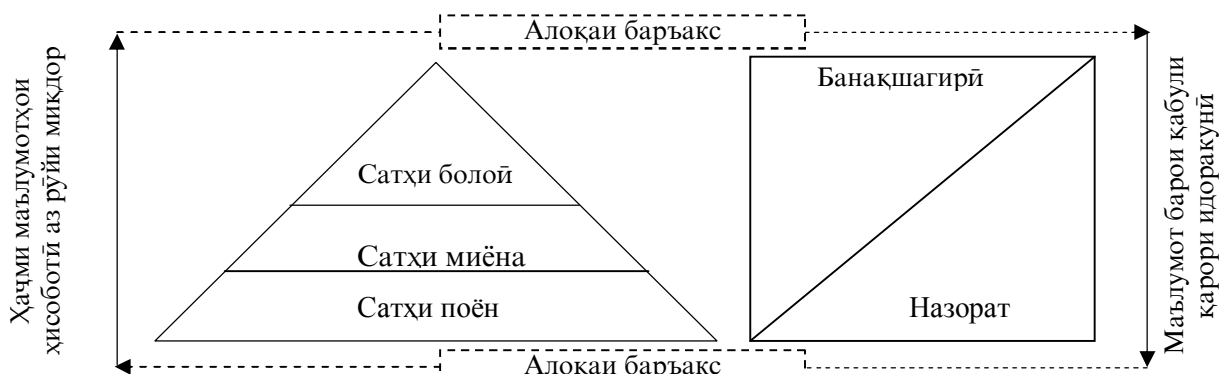 Алоқаи баръакс
Ҳаҷми маълумотҳои
ҳисоботӣ аз рӯйи миқдор
Сатҳи болоӣ
Сатҳи миёна
Сатҳи поён
Банақшагирӣ
Назорат
Маълумот барои қабули
қарори идоракунӣ
Алоқаи баръакс